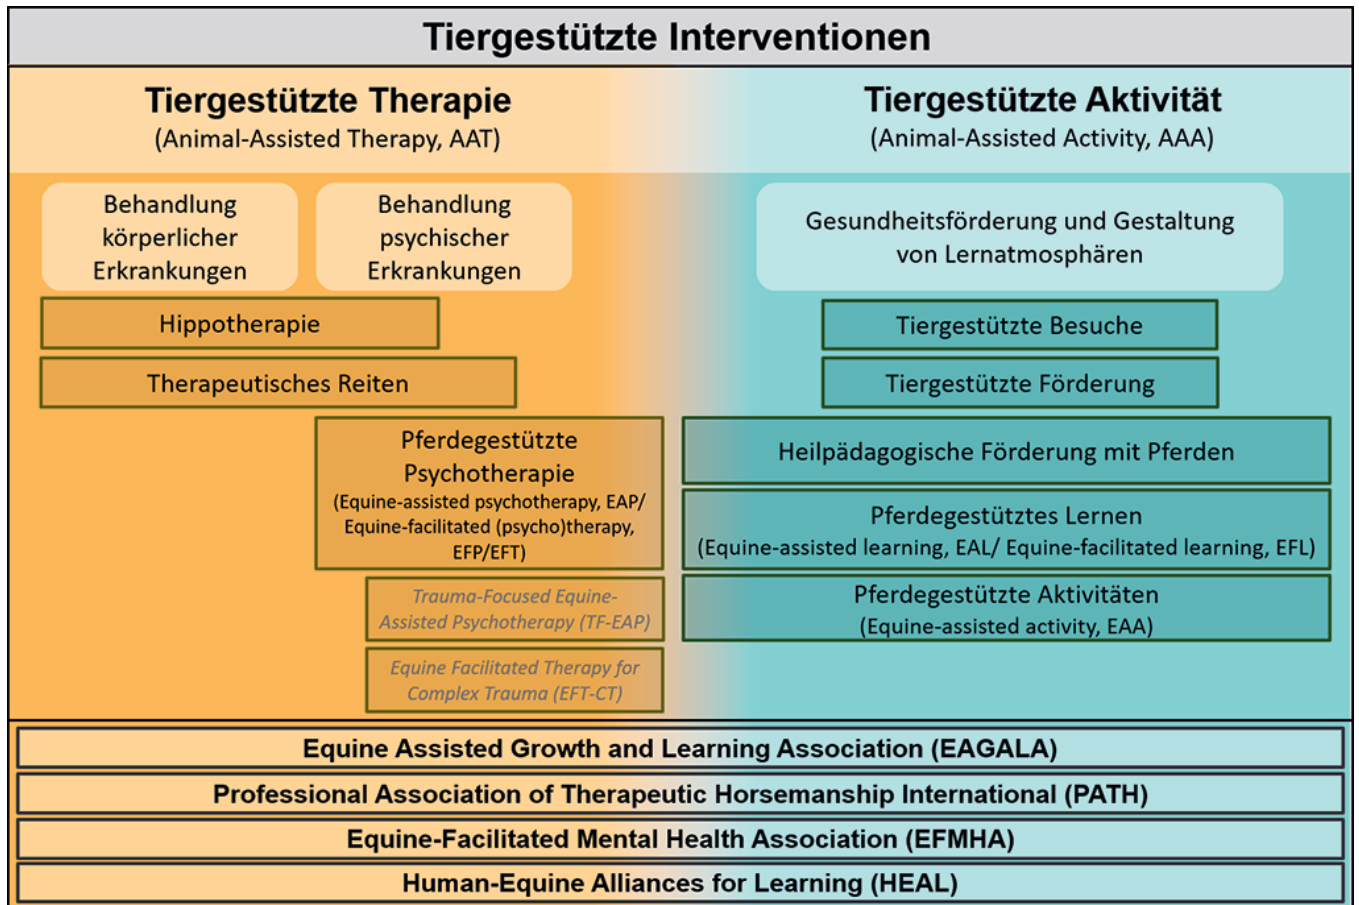 Tiergestützte Interventionen
Tiergestützte Therapie
(Animal-Assisted Therapy, AAT)
Tiergestützte Aktivität
(Animal-Assisted Activity, AAA)
Behandlung
körperlicher
Erkrankungen
Behandlung
psychischer
Erkrankungen
Gesundheitsförderung und Gestaltung
von Lernatmosphären
Hippotherapie
Therapeutisches Reiten
Pferdegestützte
Psychotherapie
(Equine-assisted psychotherapy, EAP/
Equine-facilitated (psycho)therapy,
EFP/EFT)
Trauma-Focused Equine-
Assisted Psychotherapy (TF-EAP)
Equine Facilitated Therapy for
Complex Trauma (EFT-CT)
Tiergestützte Besuche
Tiergestützte Förderung
Heilpädagogische Förderung mit Pferden
Pferdegestütztes Lernen
(Equine-assisted learning, EAL/ Equine-facilitated learning, EFL)
Pferdegestützte Aktivitäten
(Equine-assisted activity, EAA)
Equine Assisted Growth and Learning Association (EAGALA)
Professional Association of Therapeutic Horsemanship International (PATH)
Equine-Facilitated Mental Health Association (EFMHA)
Human-Equine Alliances for Learning (HEAL)